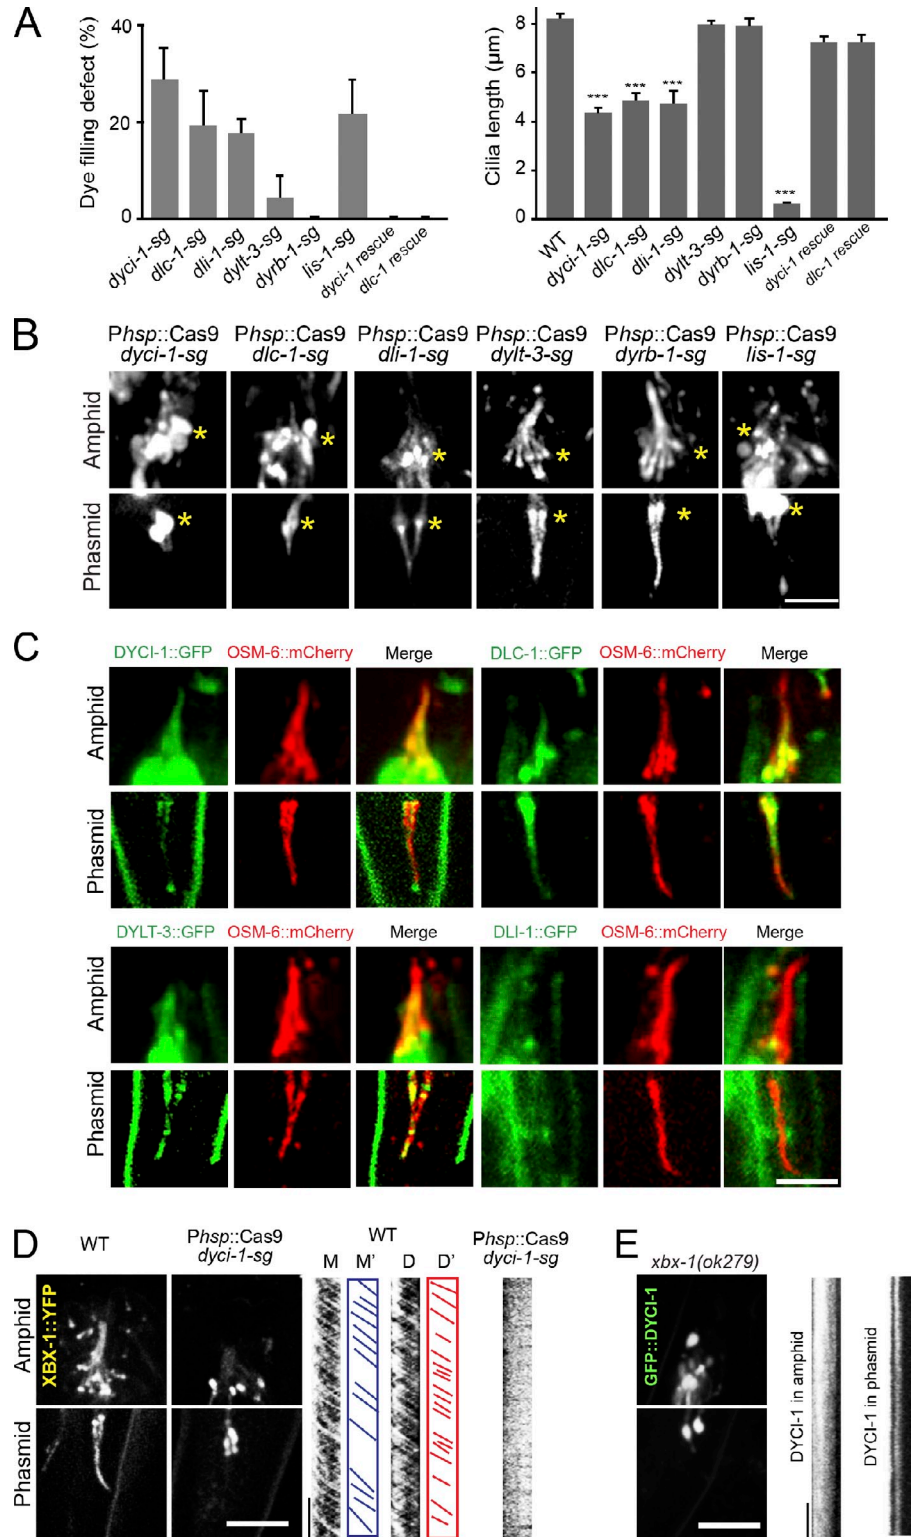 A
Dye filling defect (%)
40
20
0
dyci-1-sg
dlc-1-sg
dli-1-sg
dylt-3-sg
dyrb-1-sg
lis-1-sg
dyci-1 rescue
dlc-1 rescue
Cilia length (μm)
8
6
4
2
0
***
***
***
***
WT
dyci-1-sg
dlc-1-sg
dli-1-sg
dylt-3-sg
dyrb-1-sg
lis-1-sg
dyci-1 rescue
dlc-1 rescue
B
Phsp::Cas9 Phsp::Cas9 Phsp::Cas9 Phsp::Cas9 Phsp::Cas9 Phsp::Cas9
dyci-1-sg dlc-1-sg dli-1-sg dylt-3-sg dyrb-1-sg lis-1-sg
Amphid
* * * * * *
Phasmid
* * * * * *
C
DYCI-1::GFP OSM-6::mCherry Merge DLC-1::GFP OSM-6::mCherry Merge
Amphid
Phasmid
DYLT-3::GFP OSM-6::mCherry Merge DLI-1::GFP OSM-6::mCherry Merge
Amphid
Phasmid
D
WT
Phsp::Cas9
dyci-1-sg
WT
M M' D D'
Phsp::Cas9
dyci-1-sg
XBX-1::YFP
Amphid
Phasmid
E
xbx-1(ok279)
GFP::DYCI-1
DYCI-1 in amphid
DYCI-1 in phasmid